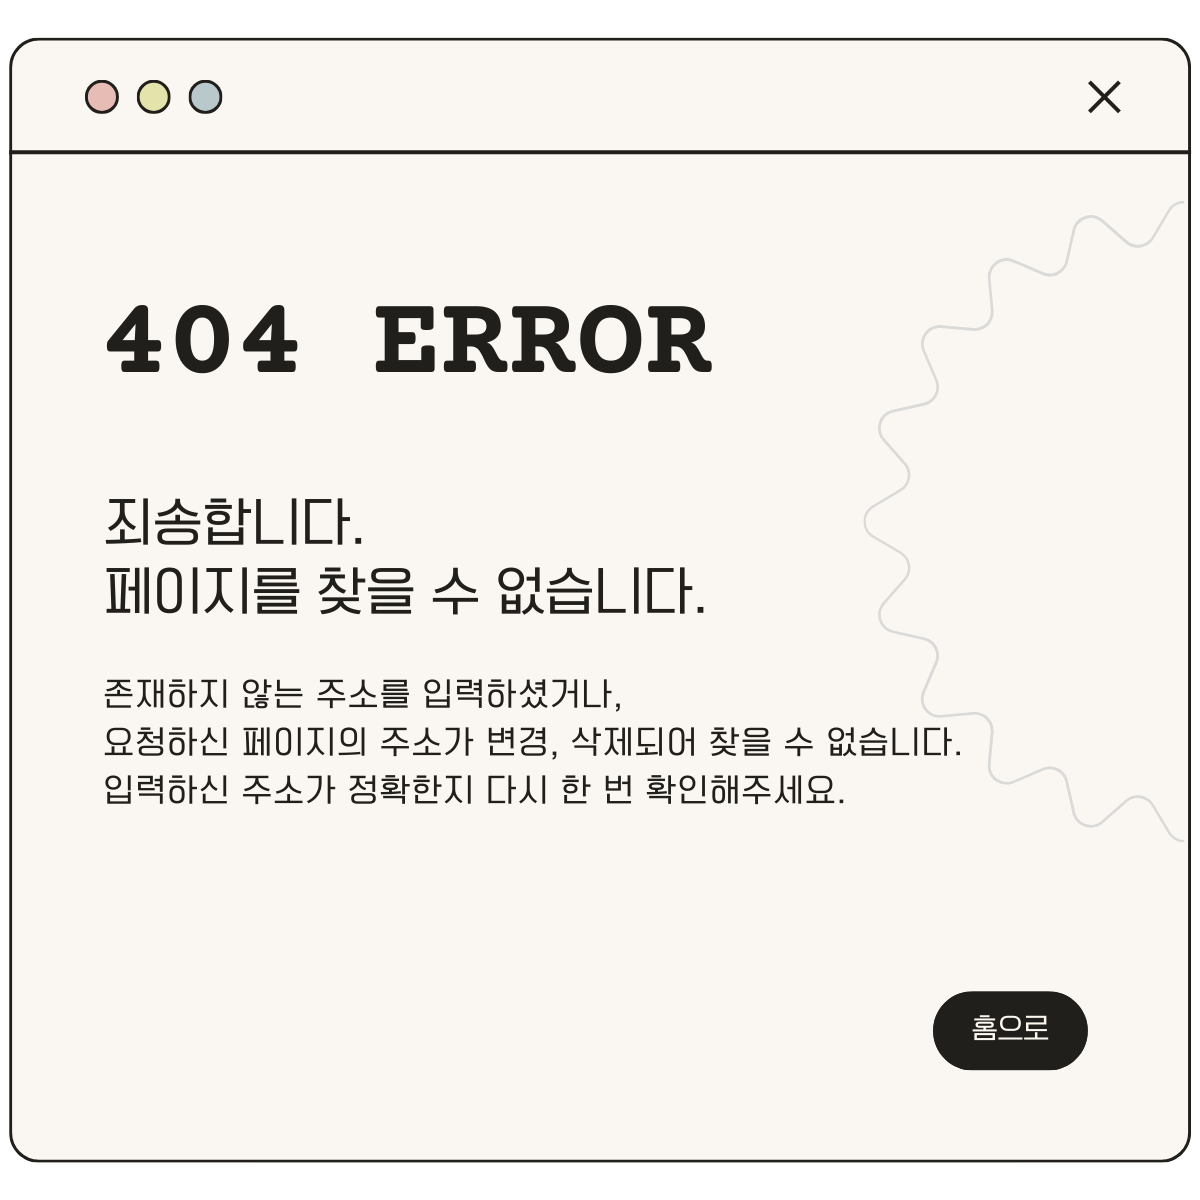 404 ERROR
죄송합니다.
페이지를 찾을 수 없습니다.
존재하지 않는 주소를 입력하셨거나,
요청하신 페이지의 주소가 변경, 삭제되어 찾을 수 없습니다.
입력하신 주소가 정확한지 다시 한 번 확인해주세요.
홈으로